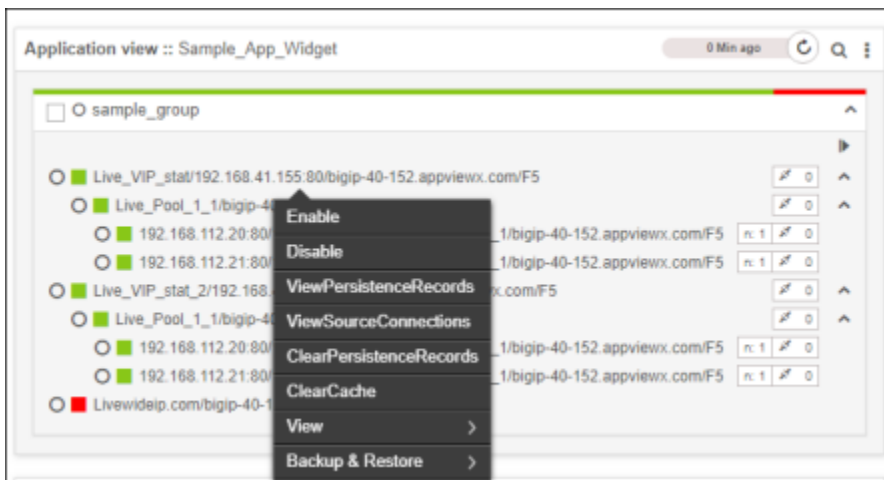 Application view :: Sample_App_Widget 0 Min ago
sample_group
Live_VIP_stat/192.168.41.155:80/bigip-40-152.appviewx.com/F5 0
Live_Pool_1_1/bigip-4 0
192.168.112.20:80/ _1/bigip-40-152.appviewx.com/F5 n: 1 0
192.168.112.21:80/ _1/bigip-40-152.appviewx.com/F5 n: 1 0
Live_VIP_stat_2/192.168. x.com/F5 0
Live_Pool_1_1/bigip-40 0
192.168.112.20:80/ _1/bigip-40-152.appviewx.com/F5 n: 1 0
192.168.112.21:80/ _1/bigip-40-152.appviewx.com/F5 n: 1 0
Livewideip.com/bigip-40-1
Enable
Disable
ViewPersistenceRecords
ViewSourceConnections
ClearPersistenceRecords
ClearCache
View
Backup & Restore